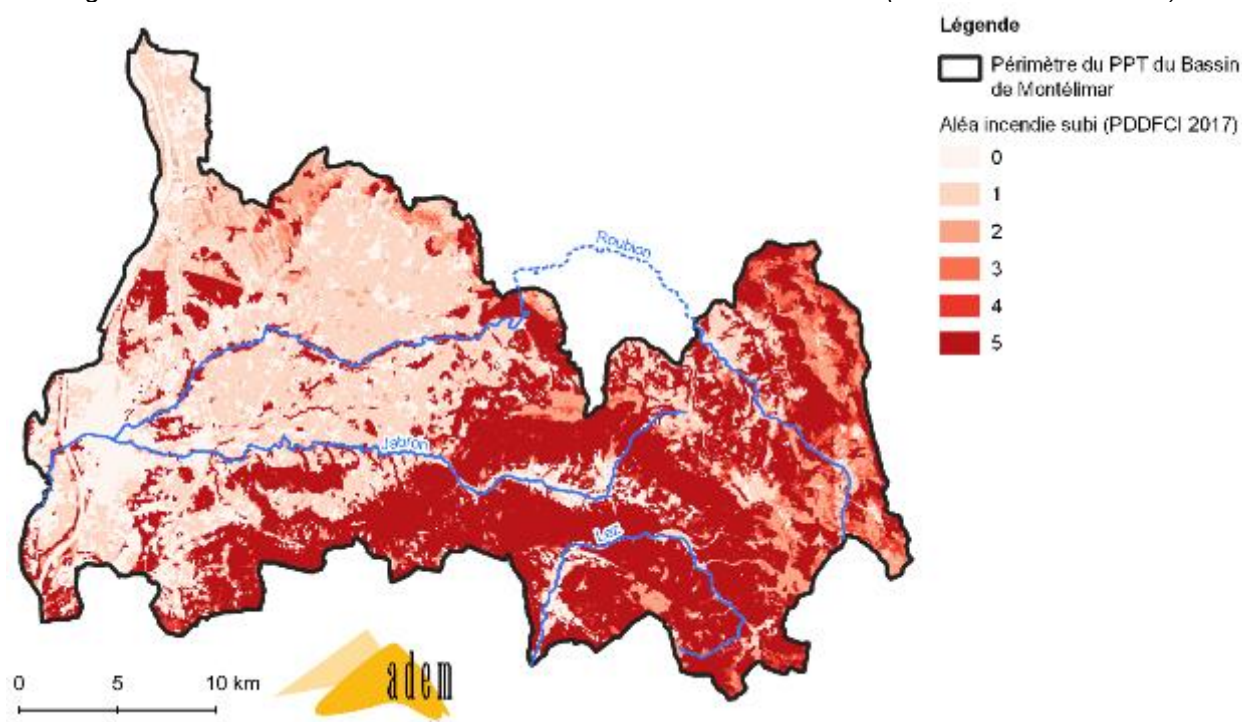 Légende
Périmètre du PPT du Bassin
de Montélimar
Aléa incendie subi (PDDFCI 2017)
0
1
2
3
4
5
Roubion
Jabron
Lez
0 5 10 km
adem